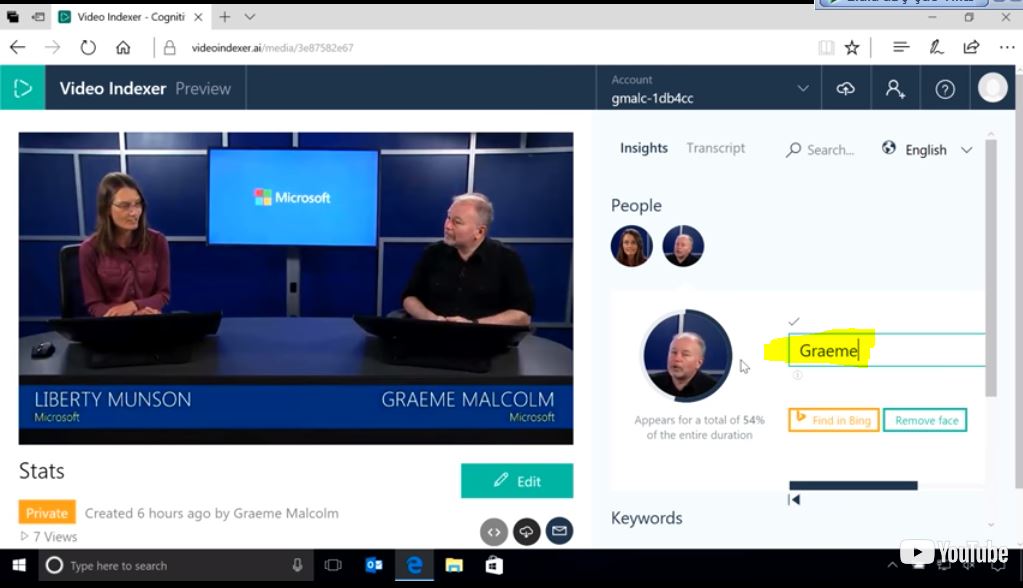 Video Indexer - Cogniti
videoindexer.ai/media/3e87582e67
Video Indexer Preview
Account
gmalc-1db4cc
Insights
Transcript
Search...
English
Microsoft
LIBERTY MUNSON
Microsoft
GRAEME MALCOLM
Microsoft
People
Graeme
Appears for a total of 54%
of the entire duration
Find in Bing
Remove face
Stats
Edit
Private
Created 6 hours ago by Graeme Malcolm
7 Views
Keywords
Type here to search
YouTube